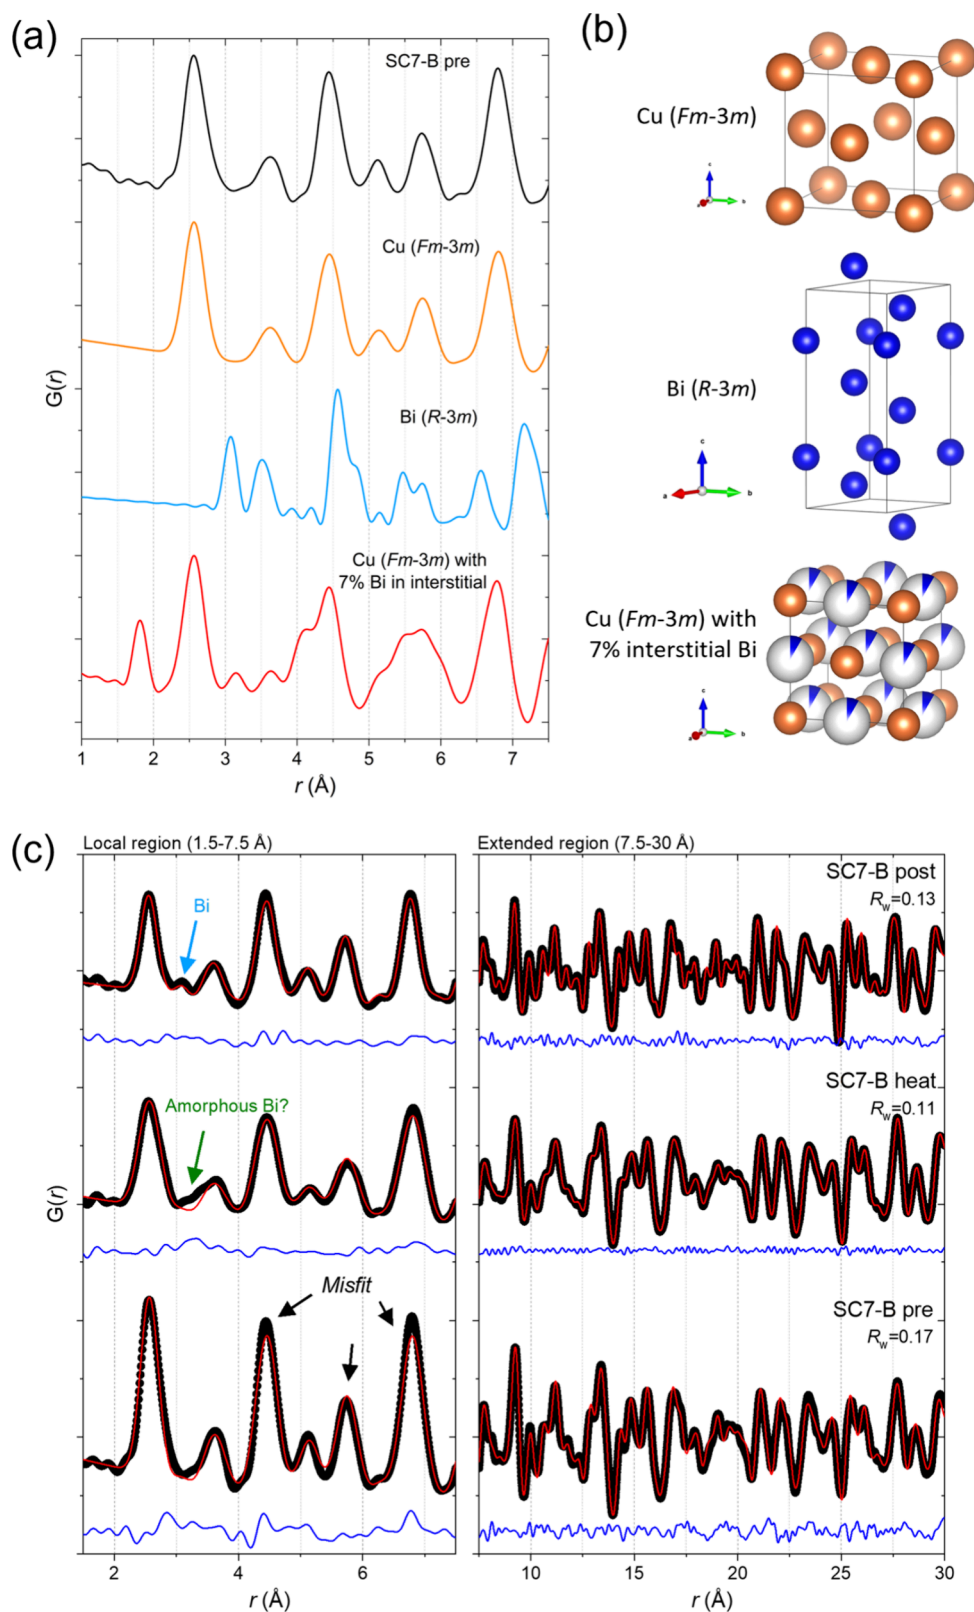 (a)
SC7-B pre
Cu (Fm-3m)
Bi (R-3m)
Cu (Fm-3m) with
7% Bi in interstitial
G(r)
1 2 3 4 5 6 7
r (Å)
(b)
Cu (Fm-3m)
c
a
b
Bi (R-3m)
c
a
b
Cu (Fm-3m) with
7% interstitial Bi
c
a
b
(c)
Local region (1.5-7.5 Å)
Bi
Amorphous Bi?
Misfit
G(r)
2 4 6
r (Å)
Extended region (7.5-30 Å)
SC7-B post
Rw=0.13
SC7-B heat
Rw=0.11
SC7-B pre
Rw=0.17
10 15 20 25 30
r (Å)